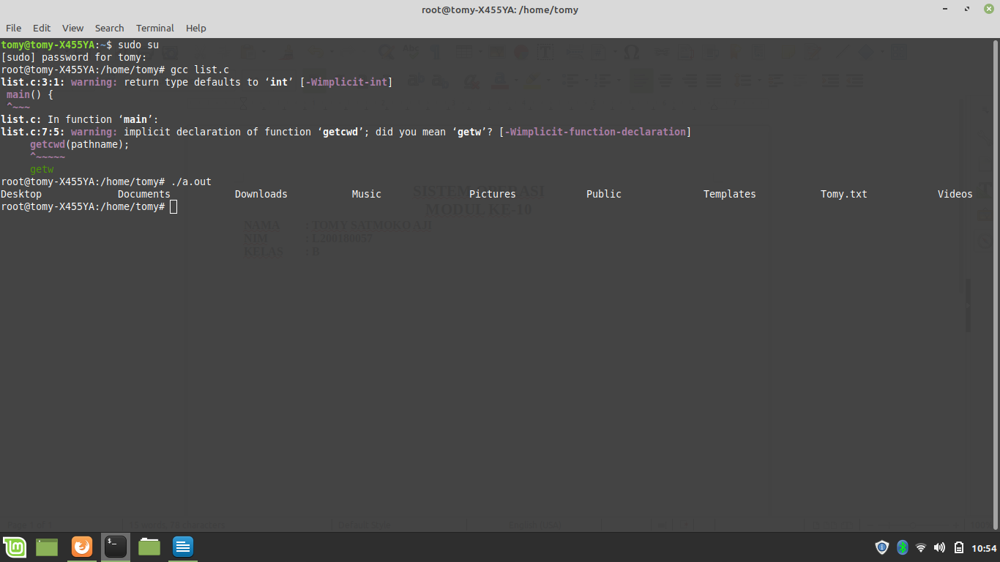 root@tomy-X455YA: /home/tomy
File Edit View Search Terminal Help
tomy@tomy-X455YA:~$ sudo su
[sudo] password for tomy:
root@tomy-X455YA:/home/tomy# gcc list.c
list.c:3:1: warning: return type defaults to ‘int’ [-Wimplicit-int]
main() {
^~~~
list.c: In function ‘main’:
list.c:7:5: warning: implicit declaration of function ‘getcwd’; did you mean ‘getw’? [-Wimplicit-function-declaration]
getcwd(pathname);
^~~~~~
getw
root@tomy-X455YA:/home/tomy# ./a.out
Desktop Documents Downloads Music Pictures Public Templates Tomy.txt Videos
root@tomy-X455YA:/home/tomy#
SISTEM OPERASI
MODUL KE-10
NAMA : TOMY SATMOKO AJI
NIM : L200180057
KELAS : B
Default Style
10:54